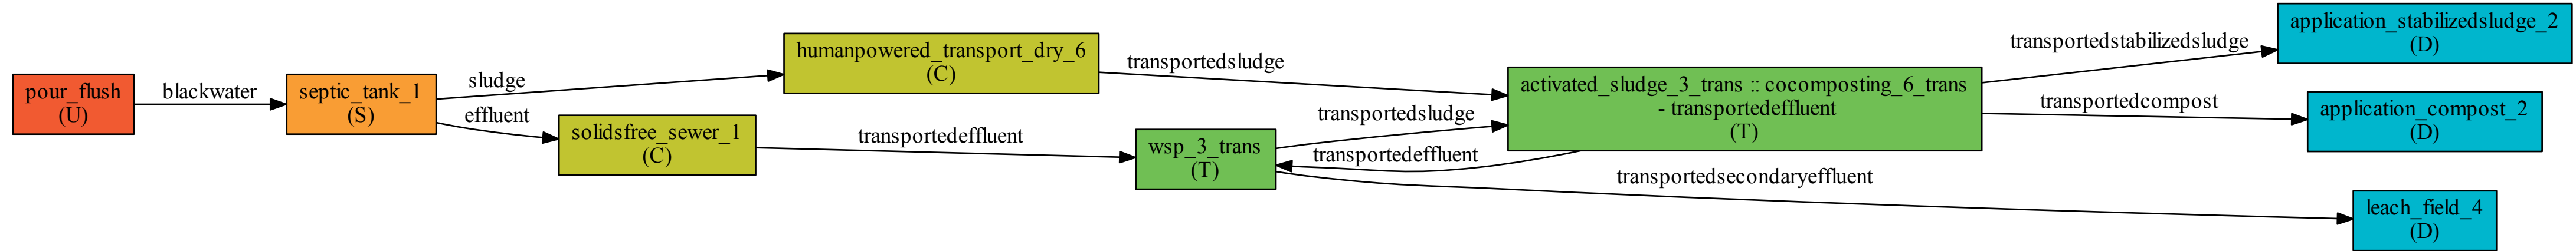 pour_flush
(U)
blackwater
septic_tank_1
(S)
sludge
effluent
humanpowered_transport_dry_6
(C)
solidsfree_sewer_1
(C)
transportedsludge
transportedeffluent
wsp_3_trans
(T)
transportedsludge
transportedeffluent
activated_sludge_3_trans :: cocomposting_6_trans
- transportedeffluent
(T)
transportedstabilizedsludge
transportedcompost
transportedsecondaryeffluent
application_stabilizedsludge_2
(D)
application_compost_2
(D)
leach_field_4
(D)